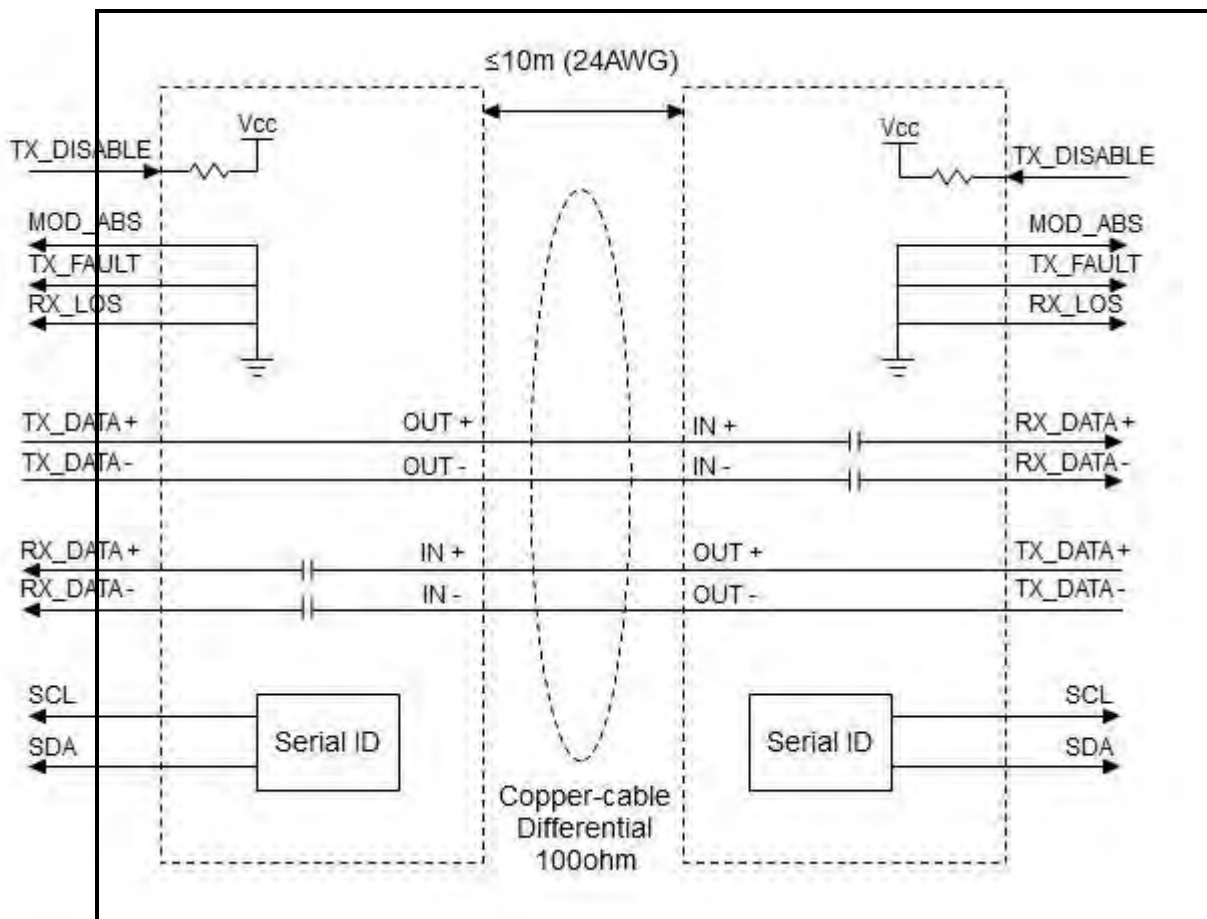 ≤10m (24AWG)
Vcc
Vcc
TX_DISABLE
TX_DISABLE
MOD_ABS
MOD_ABS
TX_FAULT
TX_FAULT
RX_LOS
RX_LOS
TX_DATA+
OUT +
IN +
RX_DATA+
TX_DATA-
OUT -
IN -
RX_DATA-
RX_DATA+
IN +
OUT +
TX_DATA+
RX_DATA-
IN -
OUT -
TX_DATA-
SCL
SCL
Serial ID
Serial ID
SDA
SDA
Copper-cable
Differential
100ohm